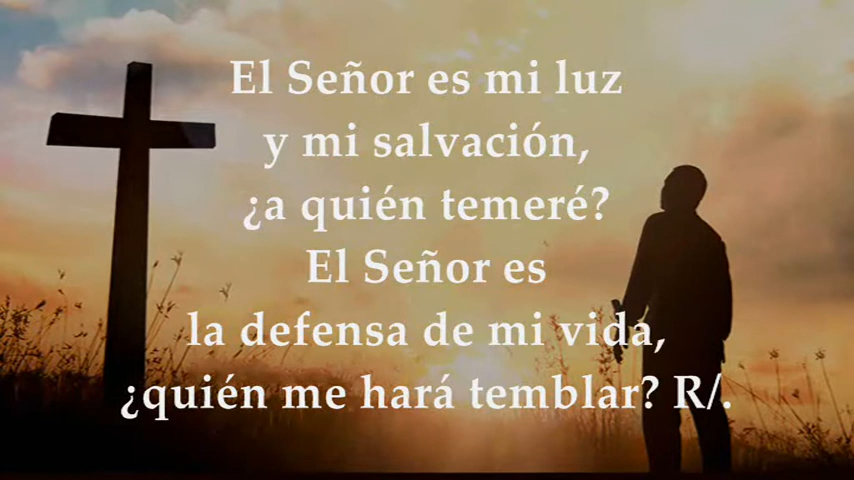 El Señor es mi luz
y mi salvación,
¿a quién temeré?
El Señor es
la defensa de mi vida,
¿quién me hará temblar? R/.